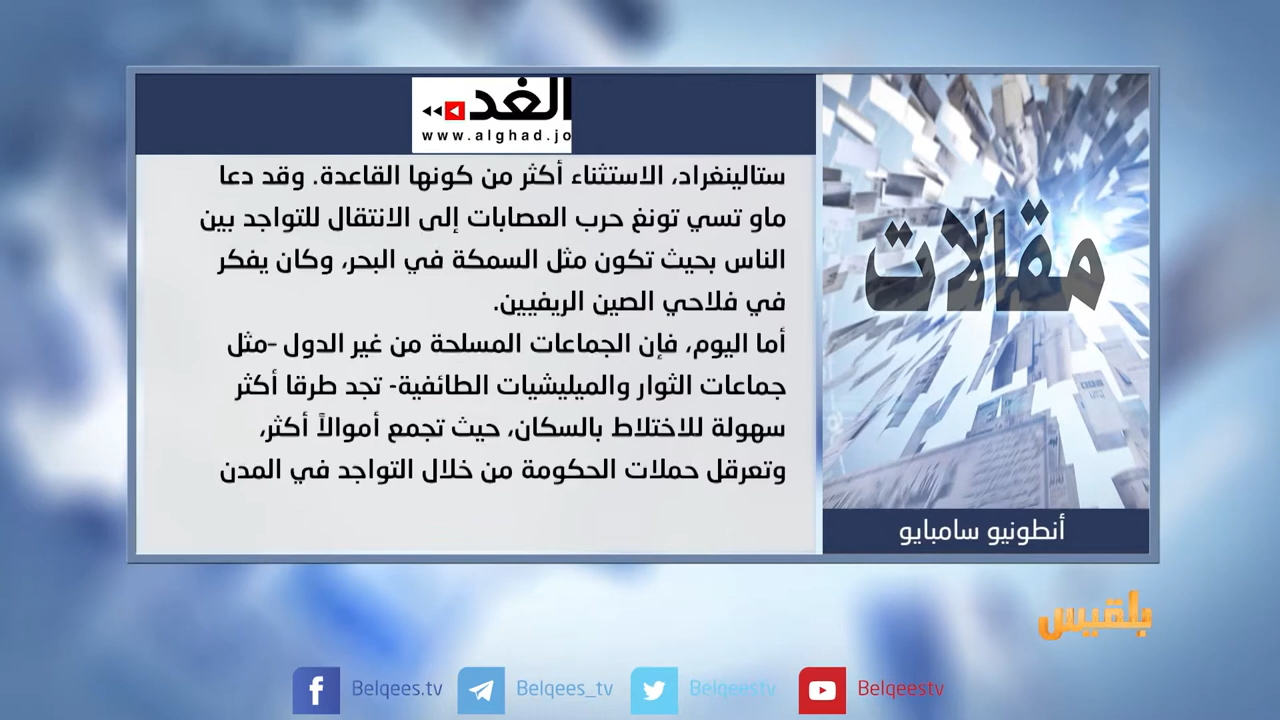 الغد
www.alghad.jo
ستالينغراد، الاستثناء أكثر من كونها القاعدة. وقد دعا
ماو تسي تونغ حرب العصابات إلى الانتقال للتواجد بين
الناس بحيث تكون مثل السمكة في البحر، وكان يفكر
في فلاحي الصين الريفيين.
أما اليوم، فإن الجماعات المسلحة من غير الدول -مثل
جماعات الثوار والميليشيات الطائفية- تجد طرقا أكثر
سهولة للاختلاط بالسكان، حيث تجمع أموالاً أكثر،
وتعرقل حملات الحكومة من خلال التواجد في المدن
مقالات
أنطونيو سامبايو
بلقيس
Belqees.tv
Belqees_tv
Belqeestv
Belqeestv